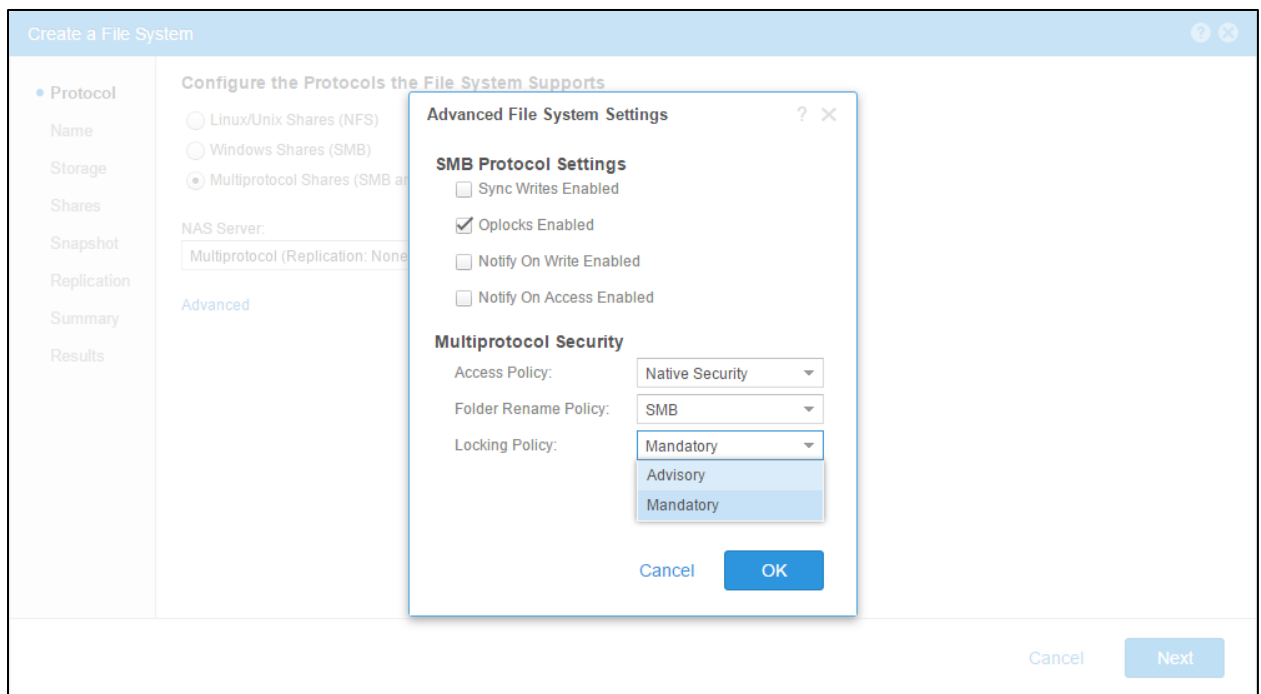 Create a File System
Protocol
Name
Storage
Shares
Snapshot
Replication
Summary
Results
Configure the Protocols the File System Supports
Linux/Unix Shares (NFS)
Windows Shares (SMB)
Multiprotocol Shares (SMB
NAS Server:
Multiprotocol (Replication: None
Advanced
Advanced File System Settings
?
SMB Protocol Settings
Sync Writes Enabled
Oplocks Enabled
Notify On Write Enabled
Notify On Access Enabled
Multiprotocol Security
Access Policy: Native Security
Folder Rename Policy: SMB
Locking Policy: Mandatory
Advisory
Mandatory
Cancel OK
Cancel Next